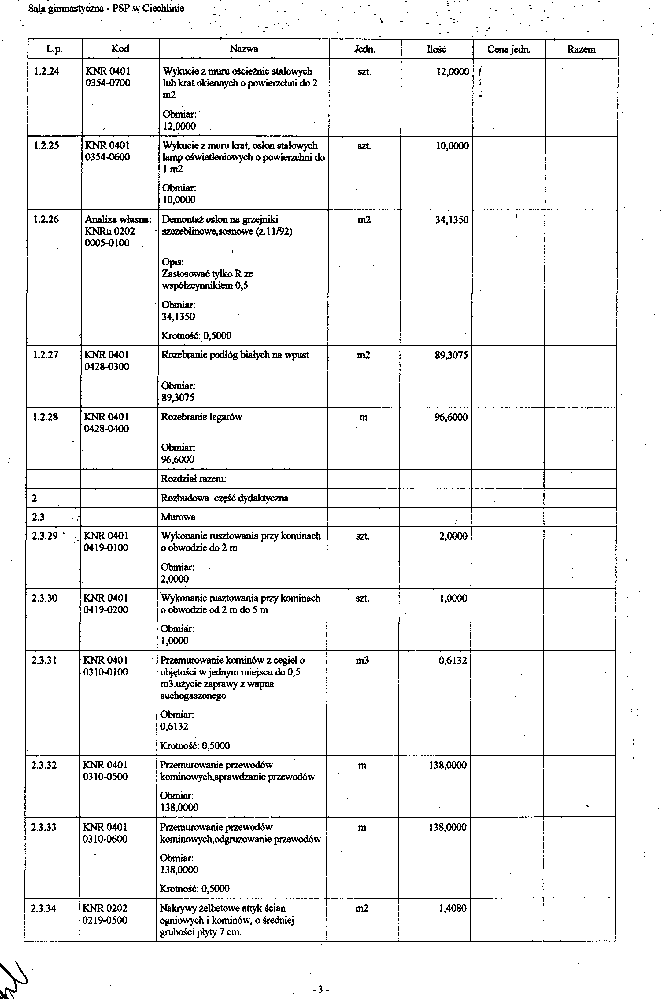 Sala gimnastyczna - PSP w Ciechlinie
L.p. Kod Nazwa Jedn. Ilość Cena jedn. Razem
1.2.24 KNR 0401 Wykucie z muru ościeżnic stalowych szt. 12,0000
0354-0700 lub krat okiennych o powierzchni do 2
m2
Obmiar:
12,0000
1.2.25 KNR 0401 Wykucie z muru krat, osłon stalowych szt. 10,0000
0354-0600 lamp oświetleniowych o powierzchni do
1 m2
Obmiar:
10,0000
1.2.26 Analiza własna: Demontaż oslon na grzejniki m2 34,1350
KNRu 0202 szczeblinowe,sosnowe (z.11/92)
0005-0100
Opis:
Zastosować tylko R ze
współzcynnikiem 0,5
Obmiar:
34,1350
Krotność: 0,5000
1.2.27 KNR 0401 Rozebranie podłóg białych na wpust m2 89,3075
0428-0300
Obmiar:
89,3075
1.2.28 KNR 0401 Rozebranie legarów m 96,6000
0428-0400
Obmiar:
96,6000
Rozdział razem:
2 Rozbudowa część dydaktyczna
2.3 Murowe
2.3.29 KNR 0401 Wykonanie rusztowania przy kominach szt. 2,0000
0419-0100 o obwodzie do 2 m
Obmiar:
2,0000
2.3.30 KNR 0401 Wykonanie rusztowania przy kominach szt. 1,0000
0419-0200 o obwodzie od 2 m do 5 m
Obmiar:
1,0000
2.3.31 KNR 0401 Przemurowanie kominów z cegieł o m3 0,6132
0310-0100 objętości w jednym miejscu do 0,5
m3.użycie zaprawy z wapna
suchogaszonego
Obmiar:
0,6132
Krotność: 0,5000
2.3.32 KNR 0401 Przemurowanie przewodów m 138,0000
0310-0500 kominowych,sprawdzanie przewodów
Obmiar:
138,0000
2.3.33 KNR 0401 Przemurowanie przewodów m 138,0000
0310-0600 kominowych,odgruzowanie przewodów
Obmiar:
138,0000
Krotność: 0,5000
2.3.34 KNR 0202 Nakrywy żelbetowe attyk ścian m2 1,4080
0219-0500 ogniowych i kominów, o średniej
grubości płyty 7 cm.
- 3 -